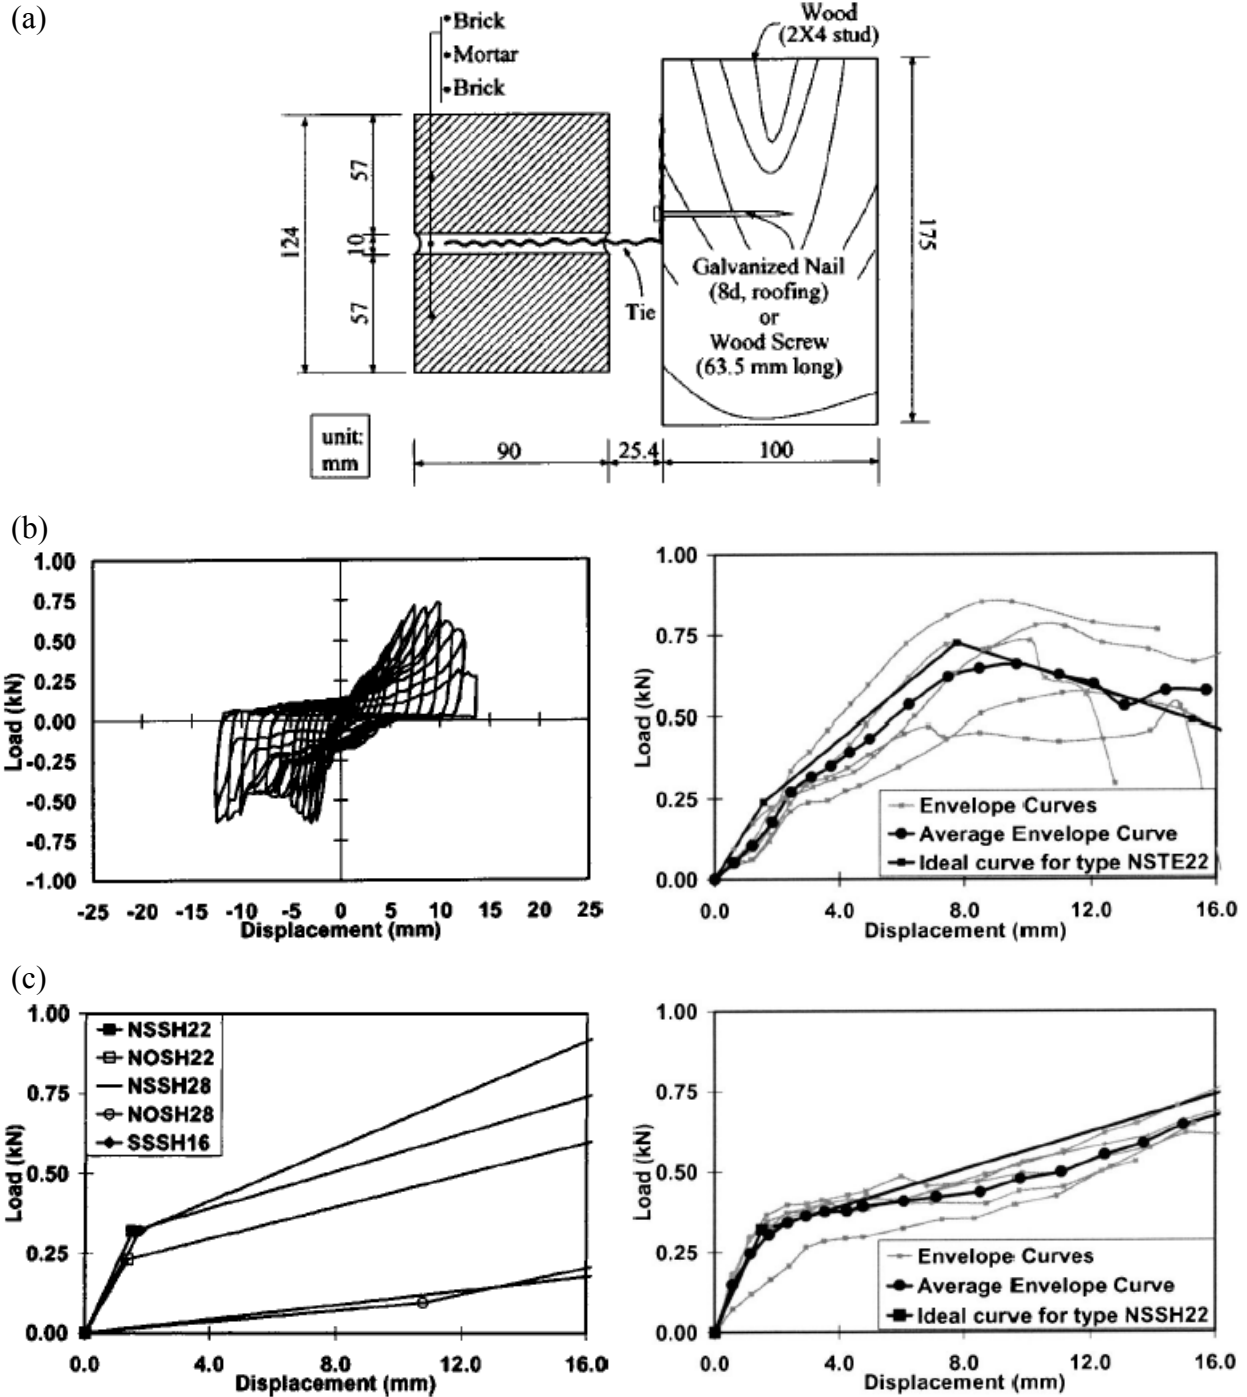 (a)
Brick
Mortar
Brick
Wood
(2X4 stud)
124
57
10
57
175
Galvanized Nail
(8d, roofing)
or
Wood Screw
(63.5 mm long)
Tie
unit:
mm
90
25.4
100
(b)
1.00
0.75
0.50
0.25
0.00
-0.25
-0.50
-0.75
-1.00
Load (kN)
-25 -20 -15 -10 -5 0 5 10 15 20 25
Displacement (mm)
1.00
0.75
0.50
0.25
0.00
Load (kN)
Envelope Curves
Average Envelope Curve
Ideal curve for type NSTE22
0.0 4.0 8.0 12.0 16.0
Displacement (mm)
(c)
1.00
0.75
0.50
0.25
0.00
Load (kN)
NSSH22
NOSH22
NSSH28
NOSH28
SSSH16
0.0 4.0 8.0 12.0 16.0
Displacement (mm)
1.00
0.75
0.50
0.25
0.00
Load (kN)
Envelope Curves
Average Envelope Curve
Ideal curve for type NSSH22
0.0 4.0 8.0 12.0 16.0
Displacement (mm)